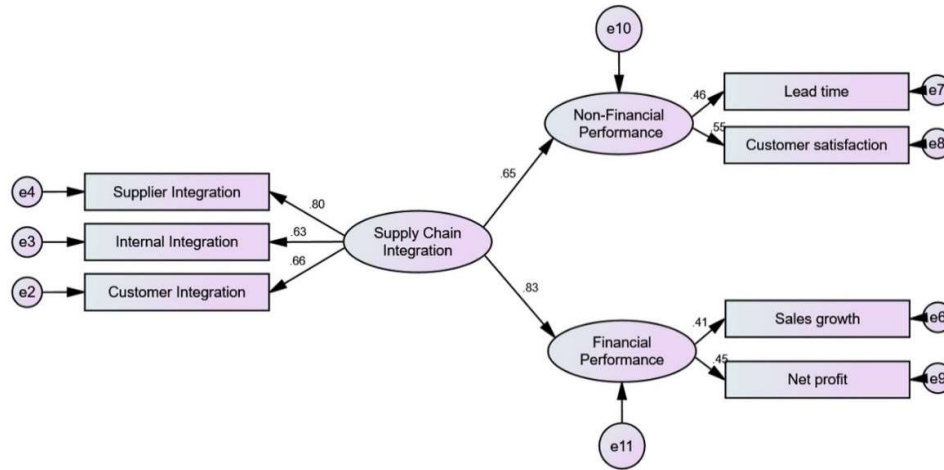 e10
Lead time
e7
.46
Non-Financial
Performance
.55
Customer satisfaction
e8
e4
Supplier Integration
.80
.65
e3
Internal Integration
.63
Supply Chain
Integration
e2
Customer Integration
.66
.83
Sales growth
e6
.41
Financial
Performance
.45
Net profit
e9
e11